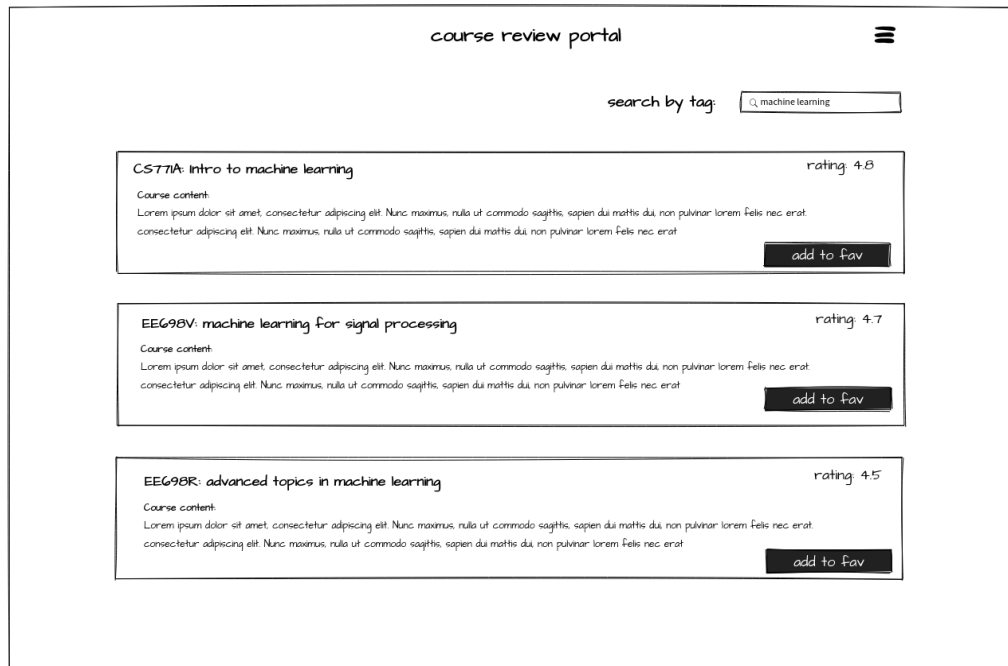 course review portal
search by tag: machine learning
CS771A: Intro to machine learning
rating: 4.8
Course content:
Lorem ipsum dolor sit amet, consectetur adipiscing elit. Nunc maximus, nulla ut commodo sagittis, sapien dui mattis dui, non pulvinar lorem felis nec erat.
consectetur adipiscing elit. Nunc maximus, nulla ut commodo sagittis, sapien dui mattis dui, non pulvinar lorem felis nec erat
add to fav
EE698V: machine learning for signal processing
rating: 4.7
Course content:
Lorem ipsum dolor sit amet, consectetur adipiscing elit. Nunc maximus, nulla ut commodo sagittis, sapien dui mattis dui, non pulvinar lorem felis nec erat.
consectetur adipiscing elit. Nunc maximus, nulla ut commodo sagittis, sapien dui mattis dui, non pulvinar lorem felis nec erat
add to fav
EE698R: advanced topics in machine learning
rating: 4.5
Course content:
Lorem ipsum dolor sit amet, consectetur adipiscing elit. Nunc maximus, nulla ut commodo sagittis, sapien dui mattis dui, non pulvinar lorem felis nec erat.
consectetur adipiscing elit. Nunc maximus, nulla ut commodo sagittis, sapien dui mattis dui, non pulvinar lorem felis nec erat
add to fav